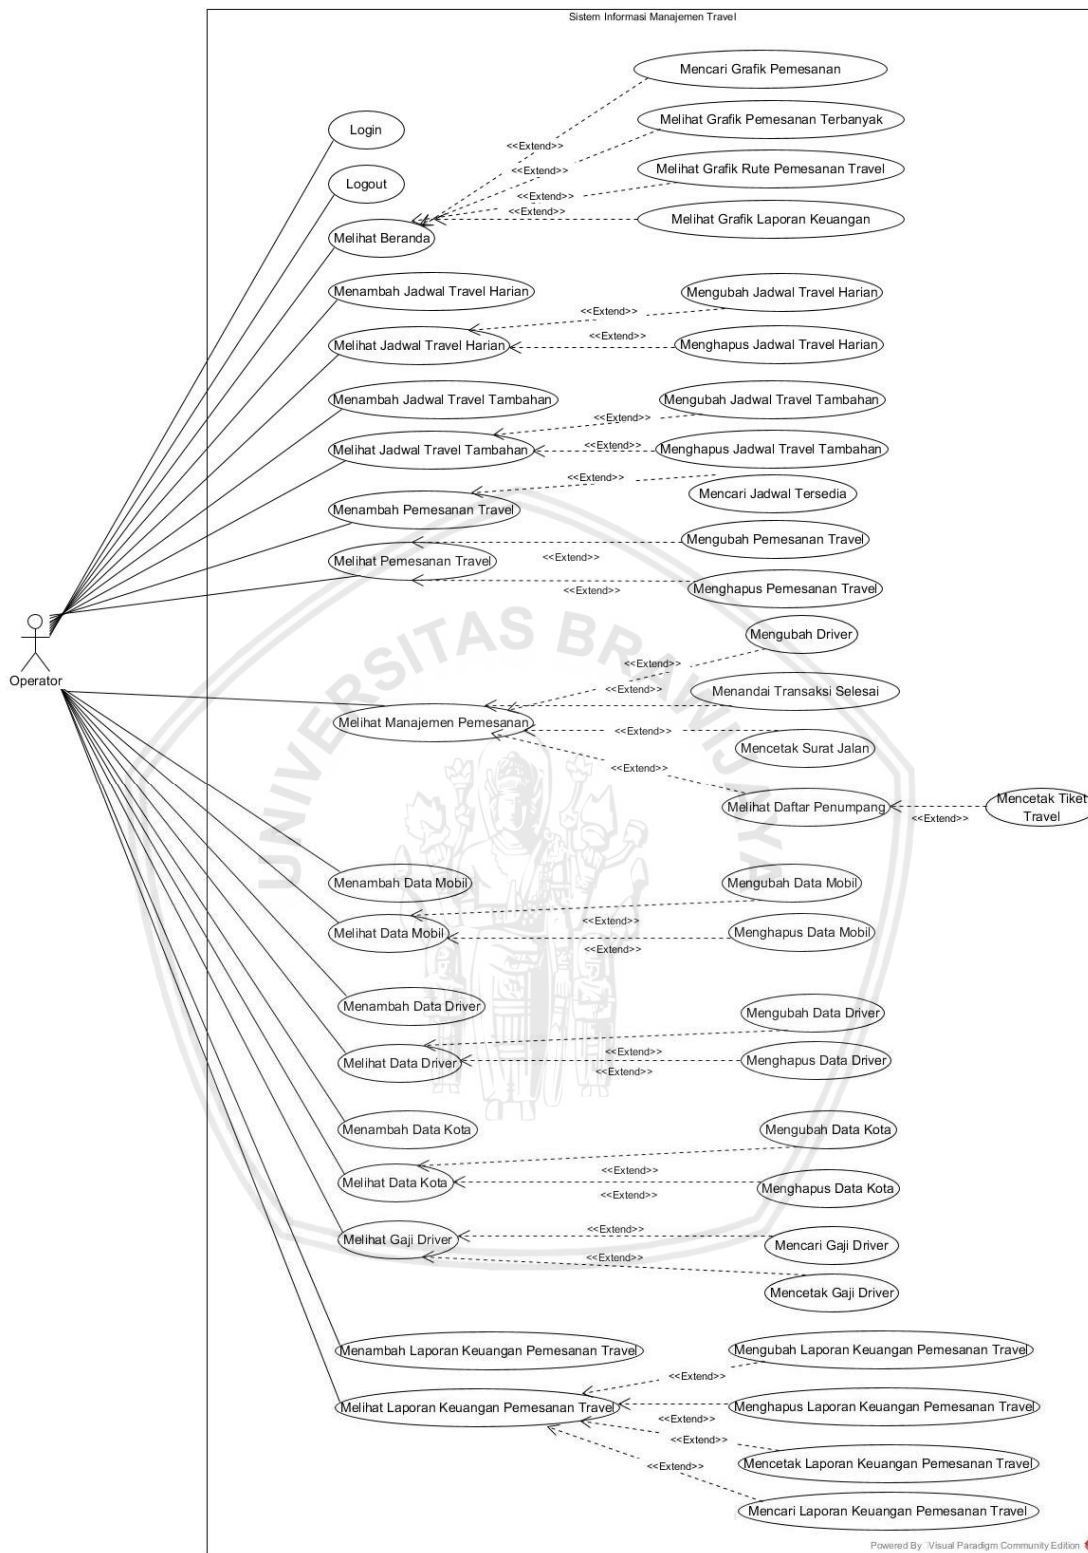 Sistem Informasi Manajemen Travel
Mencari Grafik Pemesanan
Login
Melihat Grafik Pemesanan Terbanyak
<<Extend>>
<<Extend>>
Melihat Grafik Rute Pemesanan Travel
Logout
<<Extend>>
<<Extend>>
Melihat Grafik Laporan Keuangan
Melihat Beranda
Menambah Jadwal Travel Harian
Mengubah Jadwal Travel Harian
<<Extend>>
Melihat Jadwal Travel Harian
<<Extend>>
Menghapus Jadwal Travel Harian
Menambah Jadwal Travel Tambahan
Mengubah Jadwal Travel Tambahan
<<Extend>>
Melihat Jadwal Travel Tambahan
<<Extend>>
Menghapus Jadwal Travel Tambahan
<<Extend>>
Mencari Jadwal Tersedia
Menambah Pemesanan Travel
Mengubah Pemesanan Travel
Melihat Pemesanan Travel
<<Extend>>
<<Extend>>
Menghapus Pemesanan Travel
UNIVERSITAS BRAWIJAYA
Mengubah Driver
<<Extend>>
Operator
<<Extend>>
Menandai Transaksi Selesai
Melihat Manajemen Pemesanan
<<Extend>>
Mencetak Surat Jalan
<<Extend>>
Melihat Daftar Penumpang
Mencetak Tiket
Travel
<<Extend>>
Menambah Data Mobil
Mengubah Data Mobil
<<Extend>>
Melihat Data Mobil
Menghapus Data Mobil
<<Extend>>
Menambah Data Driver
Mengubah Data Driver
<<Extend>>
Melihat Data Driver
Menghapus Data Driver
<<Extend>>
Menambah Data Kota
Mengubah Data Kota
<<Extend>>
Melihat Data Kota
Menghapus Data Kota
<<Extend>>
<<Extend>>
Melihat Gaji Driver
Mencari Gaji Driver
<<Extend>>
Mencetak Gaji Driver
Menambah Laporan Keuangan Pemesanan Travel
Mengubah Laporan Keuangan Pemesanan Travel
<<Extend>>
Melihat Laporan Keuangan Pemesanan Travel
Menghapus Laporan Keuangan Pemesanan Travel
<<Extend>>
Mencetak Laporan Keuangan Pemesanan Travel
<<Extend>>
Mencari Laporan Keuangan Pemesanan Travel
Powered By Visual Paradigm Community Edition